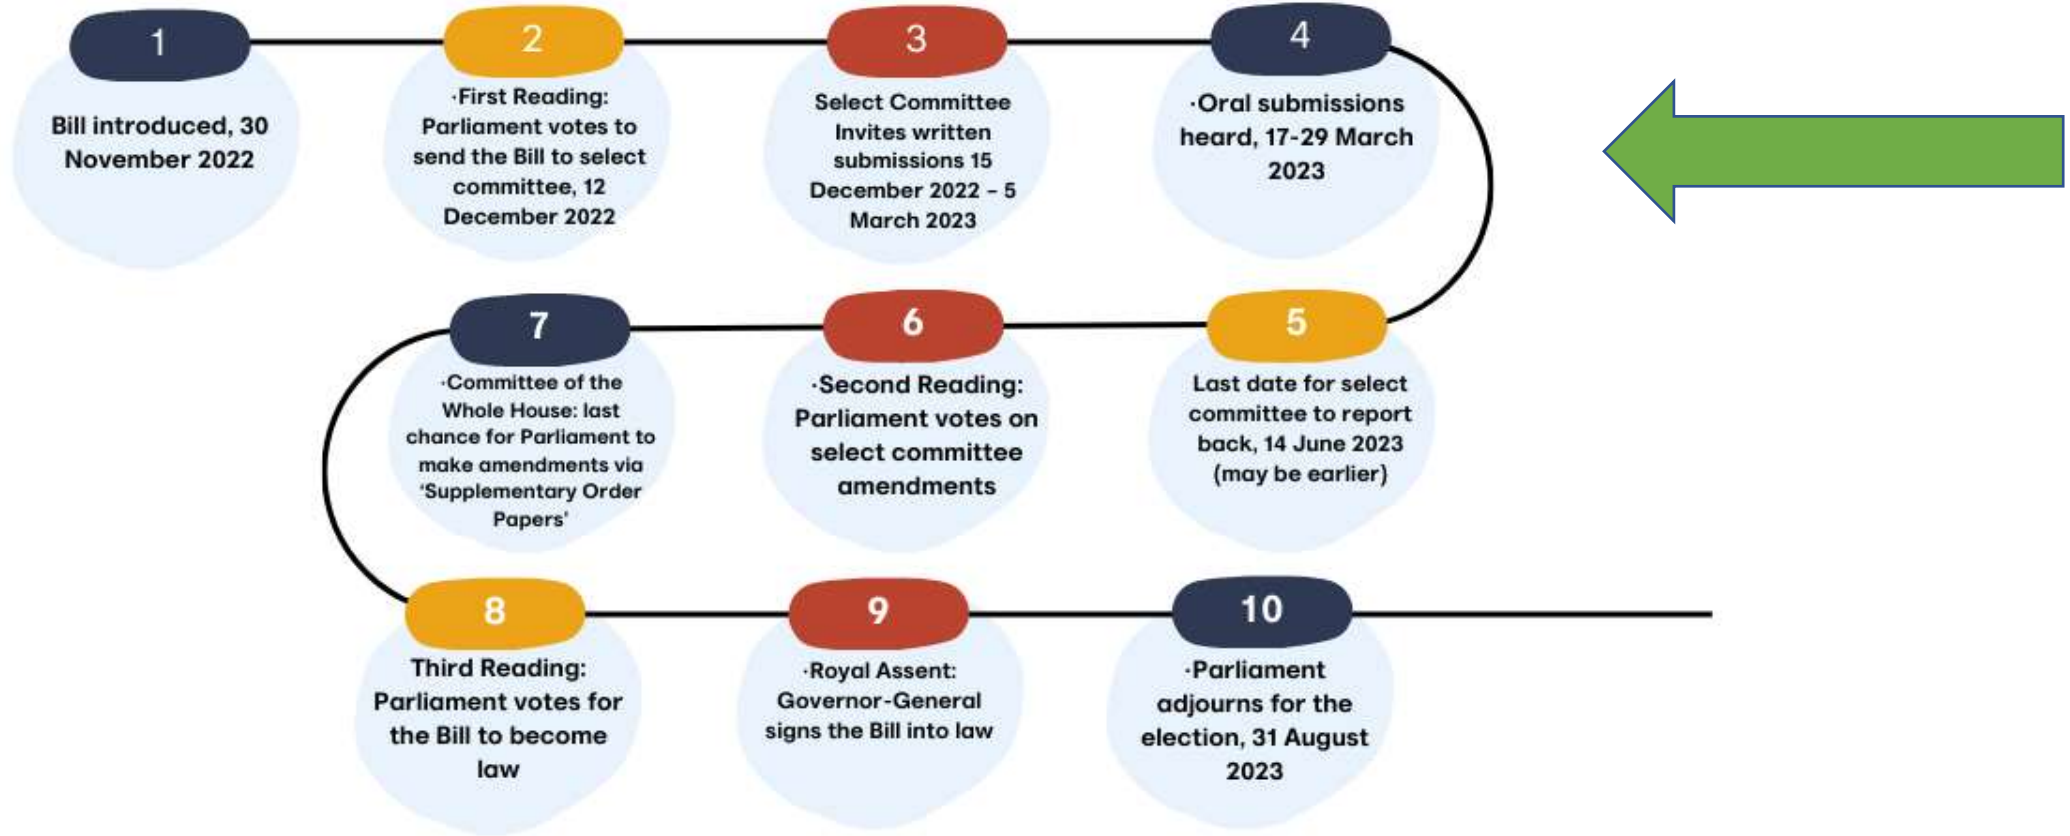 1
Bill introduced, 30
November 2022
2
·First Reading:
Parliament votes to
send the Bill to select
committee, 12
December 2022
3
Select Committee
Invites written
submissions 15
December 2022 – 5
March 2023
4
·Oral submissions
heard, 17-29 March
2023
5
Last date for select
committee to report
back, 14 June 2023
(may be earlier)
6
·Second Reading:
Parliament votes on
select committee
amendments
7
·Committee of the
Whole House: last
chance for Parliament to
make amendments via
‘Supplementary Order
Papers’
8
Third Reading:
Parliament votes for
the Bill to become
law
9
·Royal Assent:
Governor-General
signs the Bill into law
10
·Parliament
adjourns for the
election, 31 August
2023